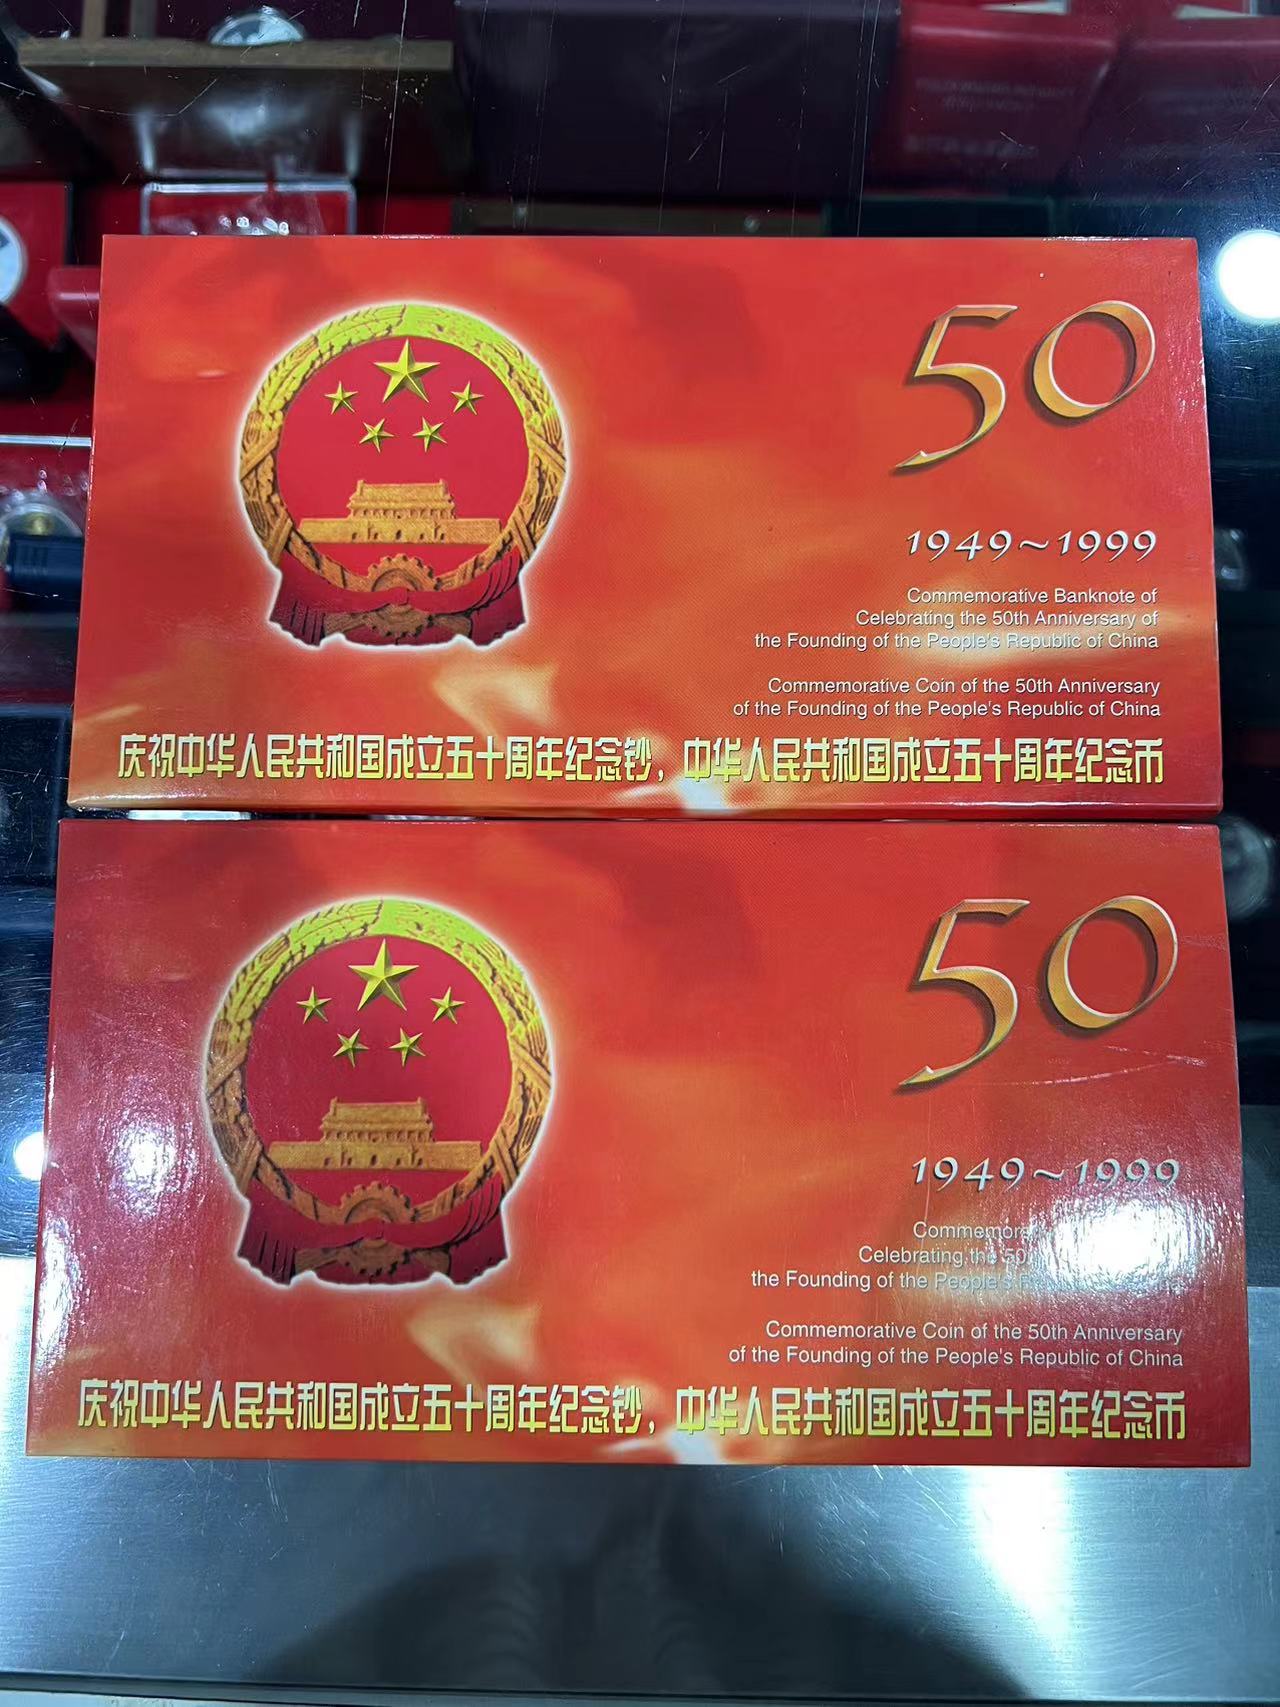 50
1949~1999
Commemorative Banknote of
Celebrating the 50th Anniversary of
the Founding of the People's Republic of China
Commemorative Coin of the 50th Anniversary
of the Founding of the People's Republic of China
庆祝中华人民共和国成立五十周年纪念钞，中华人民共和国成立五十周年纪念币
50
1949~1999
Celebrating the
the Founding of the People's
Commemorative Coin of the 50th Anniversary
of the Founding of the People's Republic of China
庆祝中华人民共和国成立五十周年纪念钞，中华人民共和国成立五十周年纪念币